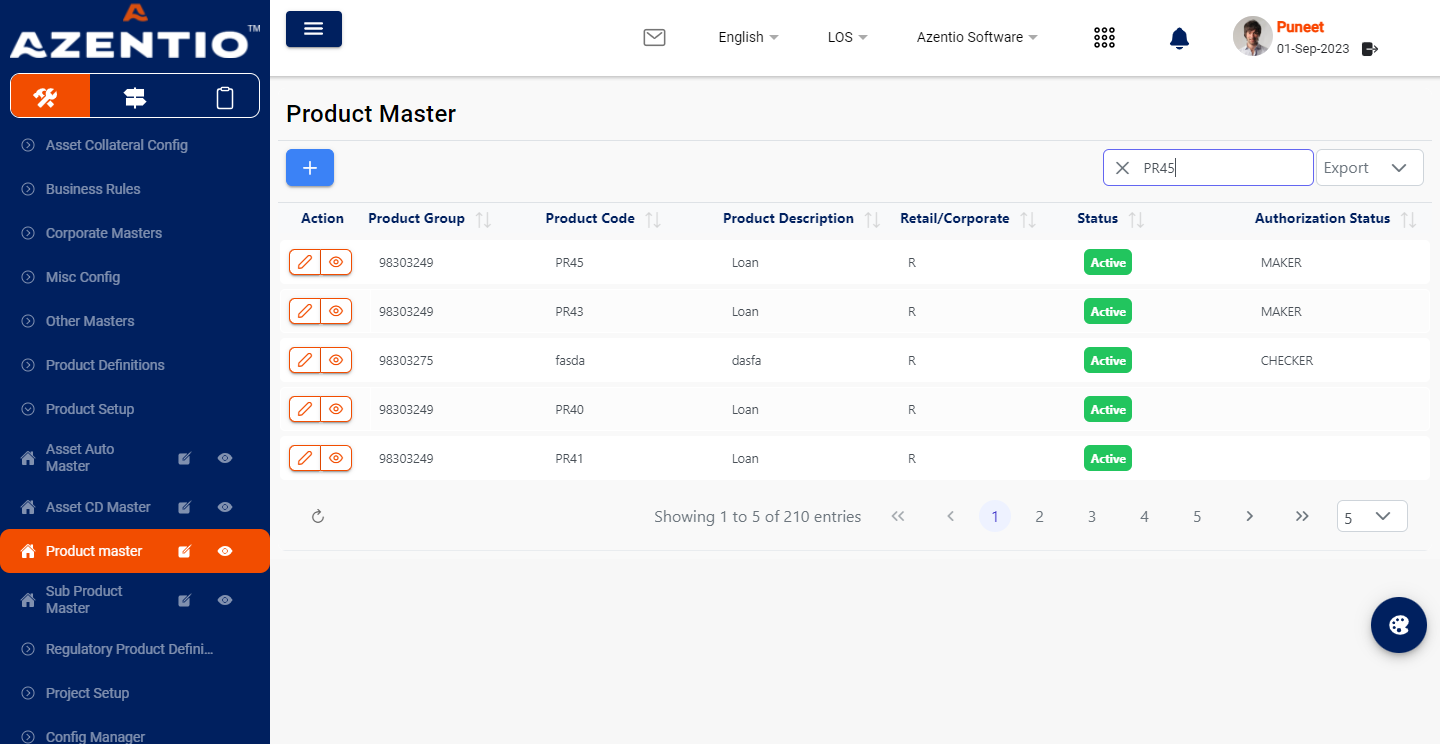 AZENTIO™
English
LOS
Azentio Software
Puneet
01-Sep-2023
Asset Collateral Config
Business Rules
Corporate Masters
Misc Config
Other Masters
Product Definitions
Product Setup
Asset Auto
Master
Asset CD Master
Product master
Sub Product
Master
Regulatory Product Defini...
Project Setup
Config Manager
Product Master
+
PR45
Export
Action Product Group Product Code Product Description Retail/Corporate Status Authorization Status
98303249 PR45 Loan R Active MAKER
98303249 PR43 Loan R Active MAKER
98303275 fasda dasfa R Active CHECKER
98303249 PR40 Loan R Active
98303249 PR41 Loan R Active
Showing 1 to 5 of 210 entries 1 2 3 4 5 5